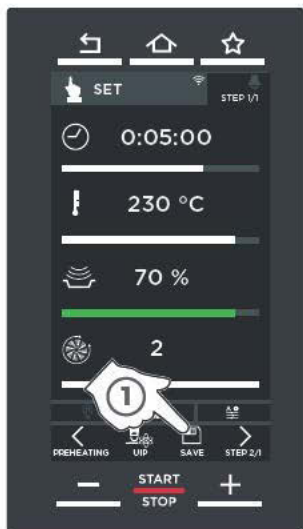 SET
STEP 1/1
0:05:00
230 °C
70 %
2
1
PREHEATING UIP SAVE STEP 2/1
START
STOP